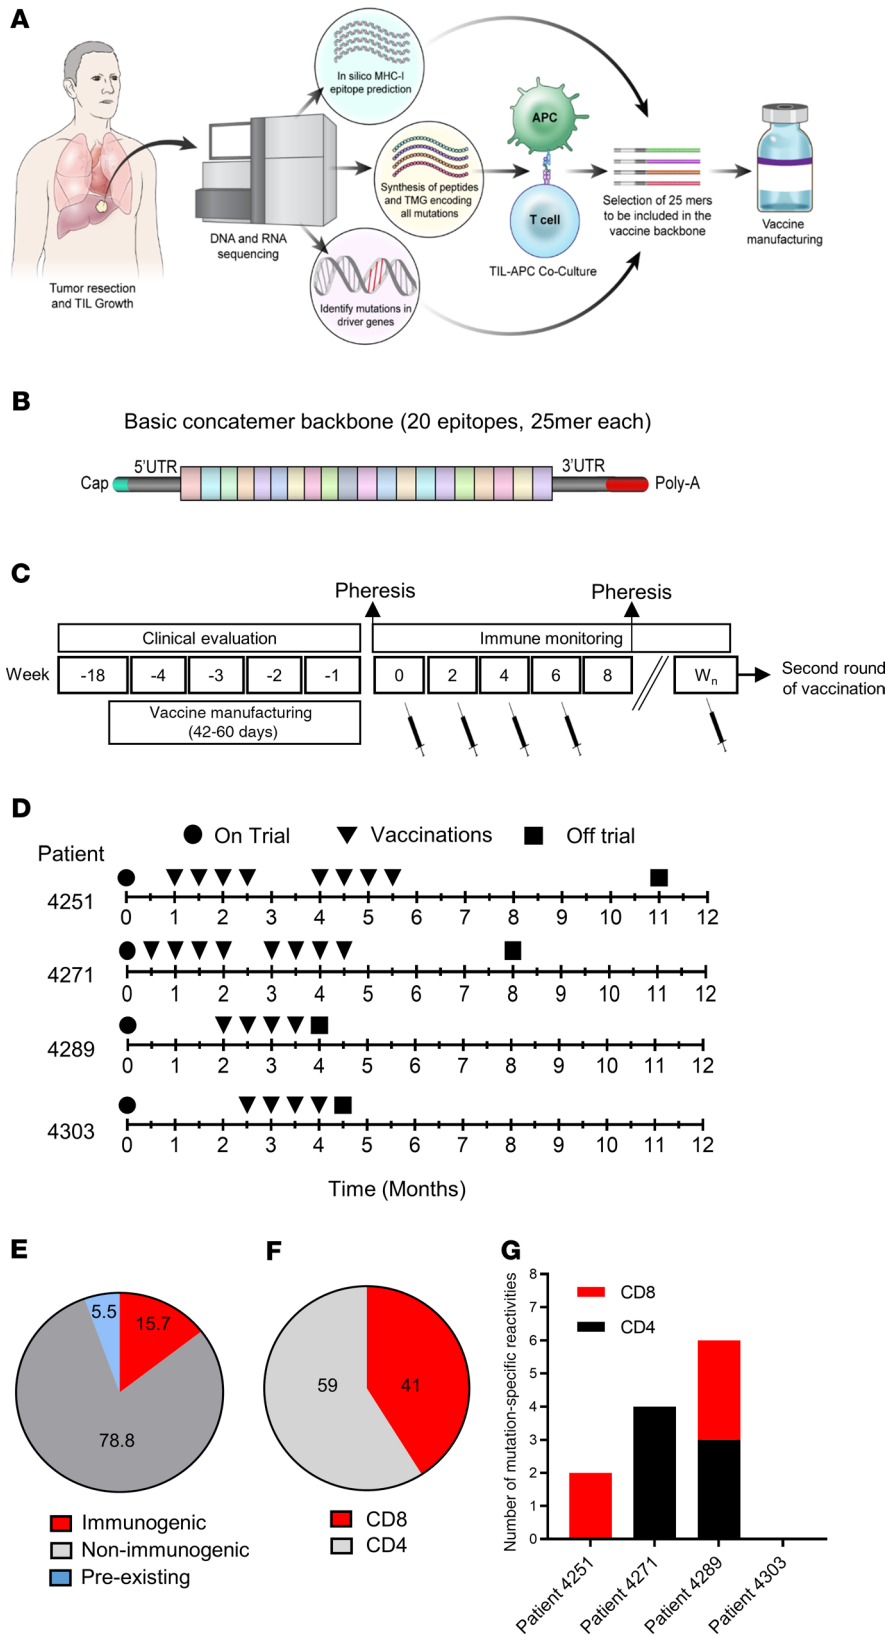 A
In silico MHC-I
epitope prediction
APC
Synthesis of peptides
and TMG encoding
all mutations
T cell
DNA and RNA
sequencing
Selection of 25 mers
to be included in the
vaccine backbone
Vaccine
manufacturing
TIL-APC Co-Culture
Tumor resection
and TIL Growth
Identify mutations in
driver genes
B
Basic concatemer backbone (20 epitopes, 25mer each)
Cap
5'UTR
3'UTR
Poly-A
C
Pheresis
Pheresis
Clinical evaluation
Immune monitoring
Week
-18
-4
-3
-2
-1
0
2
4
6
8
Wn
Second round
of vaccination
Vaccine manufacturing
(42-60 days)
D
On Trial
Vaccinations
Off trial
Patient
4251
0 1 2 3 4 5 6 7 8 9 10 11 12
4271
0 1 2 3 4 5 6 7 8 9 10 11 12
4289
0 1 2 3 4 5 6 7 8 9 10 11 12
4303
0 1 2 3 4 5 6 7 8 9 10 11 12
Time (Months)
E
5.5
15.7
78.8
Immunogenic
Non-immunogenic
Pre-existing
F
59
41
CD8
CD4
G
Number of mutation-specific reactivities
8
7
6
5
4
3
2
1
0
CD8
CD4
Patient 4251
Patient 4271
Patient 4289
Patient 4303